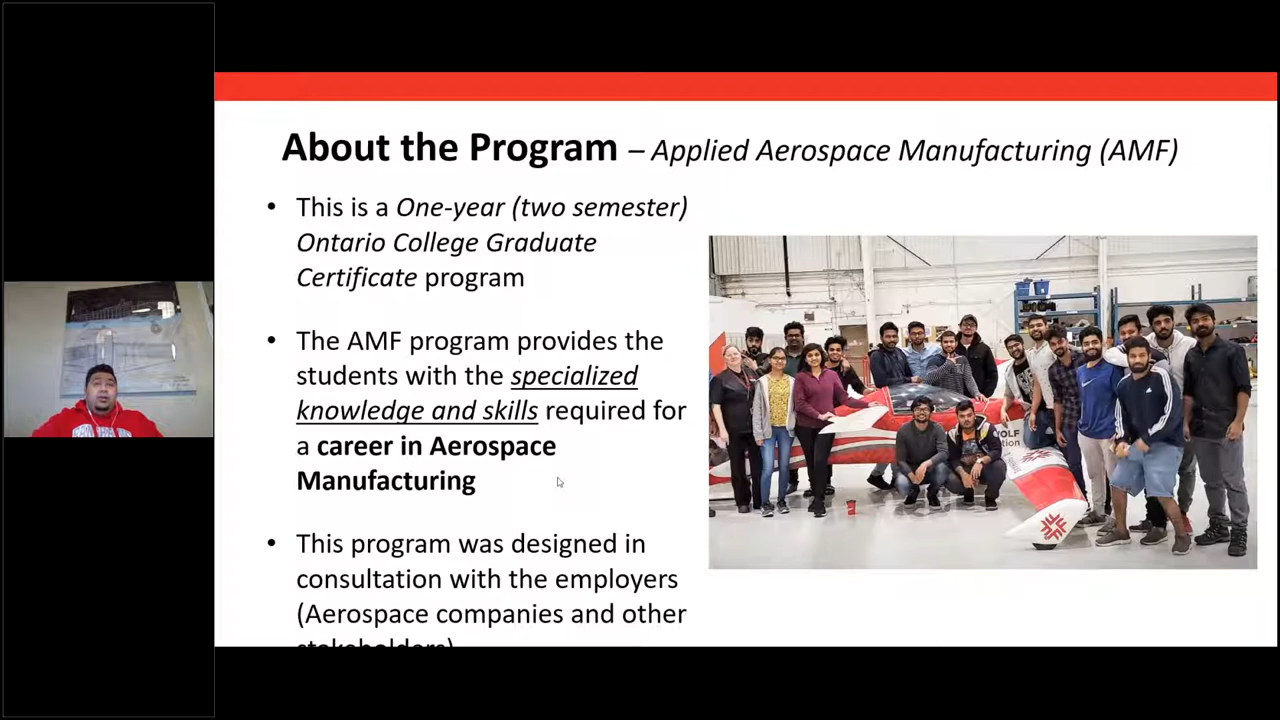 About the Program – Applied Aerospace Manufacturing (AMF)
• This is a One-year (two semester)
Ontario College Graduate
Certificate program
• The AMF program provides the
students with the specialized
knowledge and skills required for
a career in Aerospace
Manufacturing
• This program was designed in
consultation with the employers
(Aerospace companies and other
stakeholders)
WOLF